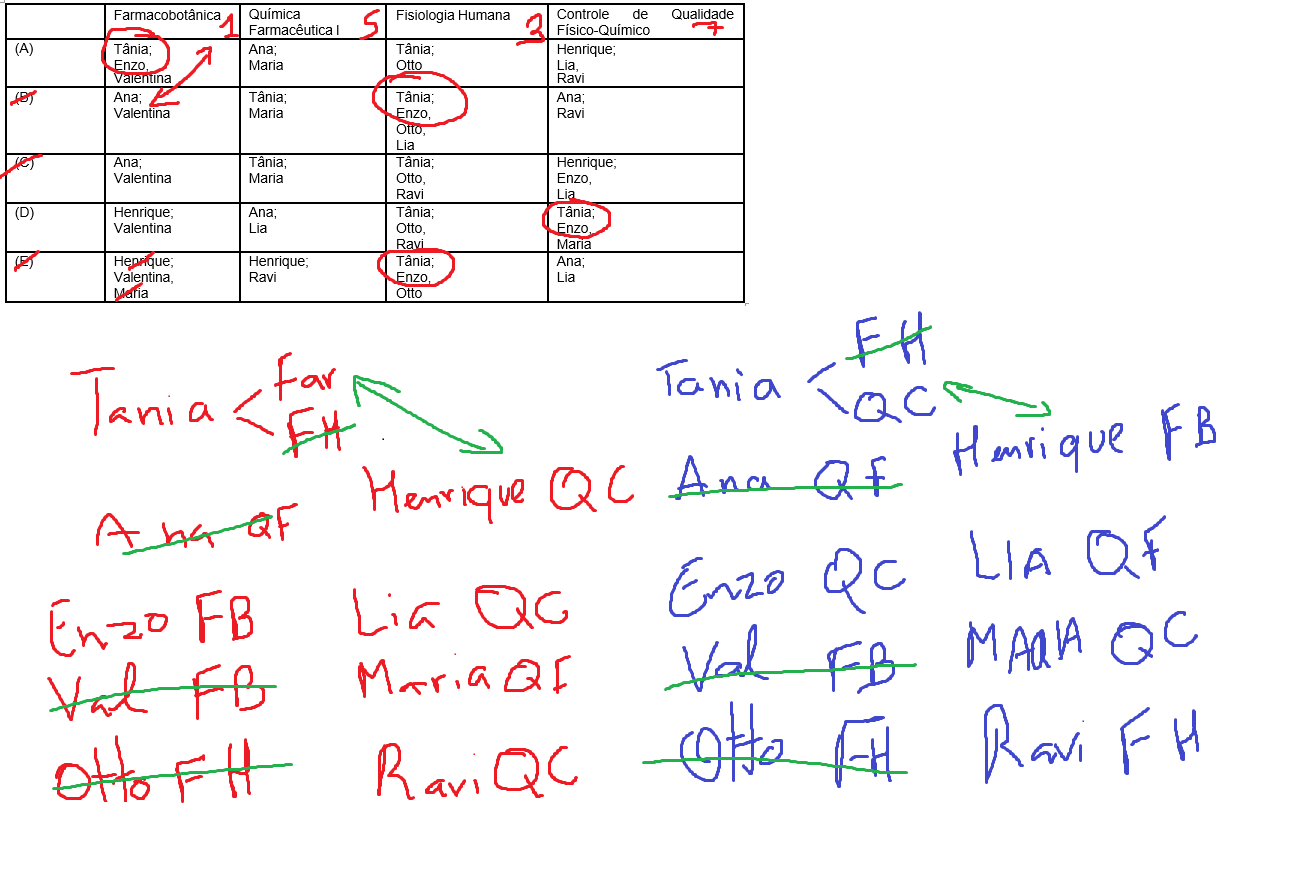 Farmacobotânica 1 Química Farmacêutica I 5 Fisiologia Humana 3 Controle de Qualidade Físico-Químico 7
(A) Tânia; Enzo, Valentina Ana; Maria Tânia; Otto Henrique; Lia, Ravi
(B) Ana; Valentina Tânia; Maria Tânia; Enzo, Otto, Lia Ana; Ravi
(C) Ana; Valentina Tânia; Maria Tânia; Otto, Ravi Henrique; Enzo, Lia
(D) Henrique; Valentina Ana; Lia Tânia; Otto, Ravi Tânia; Enzo, Maria
(E) Henrique; Valentina, Maria Henrique; Ravi Tânia; Enzo, Otto Ana; Lia
Tania
Far
FH
Henrique QC
Ana QF
Enzo FB
Lia QC
Val FB
Maria QF
Otto FH
Ravi QC
Tania
FH
QC
Henrique FB
Ana QF
Enzo QC
LIA QF
Val FB
MARIA QC
Otto FH
Ravi FH